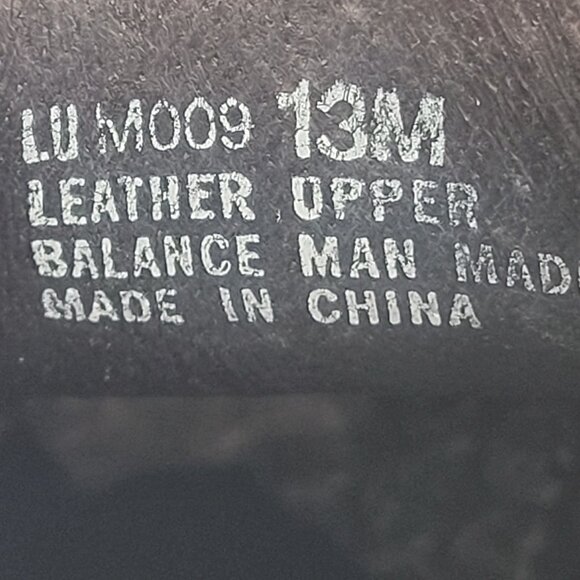 LU M009 13M
LEATHER UPPER
BALANCE MAN MADE
MADE IN CHINA